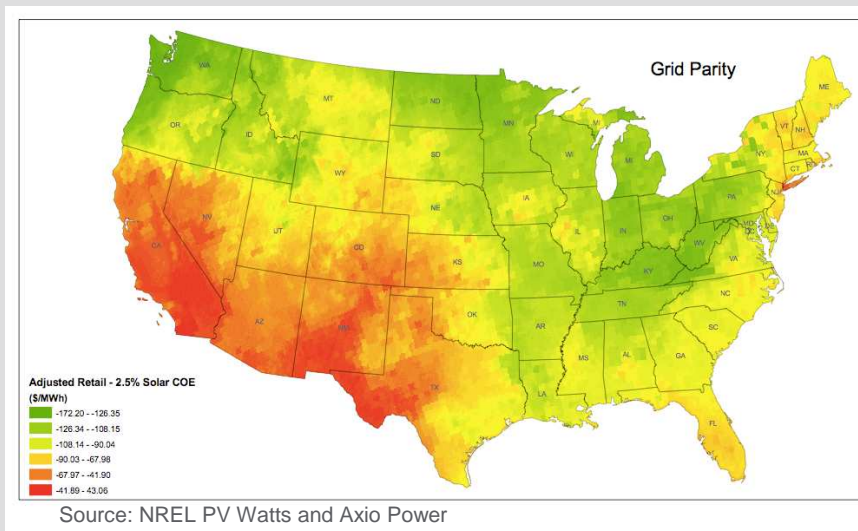 Grid Parity
WA
MT
ND
MN
ME
OR
ID
WI
MI
VT
NH
SD
WY
MI
NY
MA
CT
IA
PA
NE
NV
UT
IL
IN
OH
CO
WV
VA
CA
KS
MO
KY
NC
TN
AZ
OK
AR
SC
MS
AL
GA
TX
LA
FL
Adjusted Retail - 2.5% Solar COE
($/MWh)
-172.20 - -126.35
-126.34 - -108.15
-108.14 - -90.04
-90.03 - -67.98
-67.97 - -41.90
-41.89 - 43.06
Source: NREL PV Watts and Axio Power